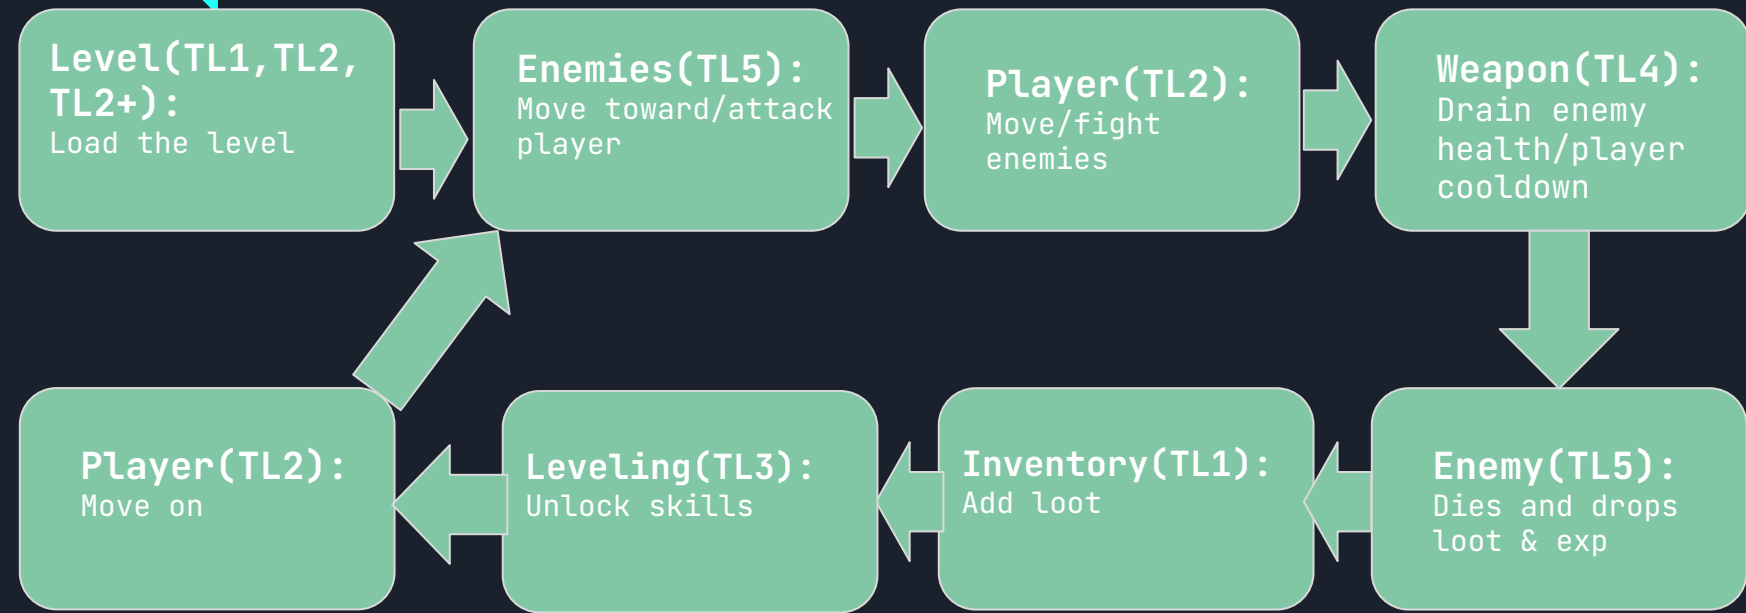 Level(TL1,TL2,
TL2+):
Load the level
Enemies(TL5):
Move toward/attack
player
Player(TL2):
Move/fight
enemies
Weapon(TL4):
Drain enemy
health/player
cooldown
Player(TL2):
Move on
Leveling(TL3):
Unlock skills
Inventory(TL1):
Add loot
Enemy(TL5):
Dies and drops
loot & exp